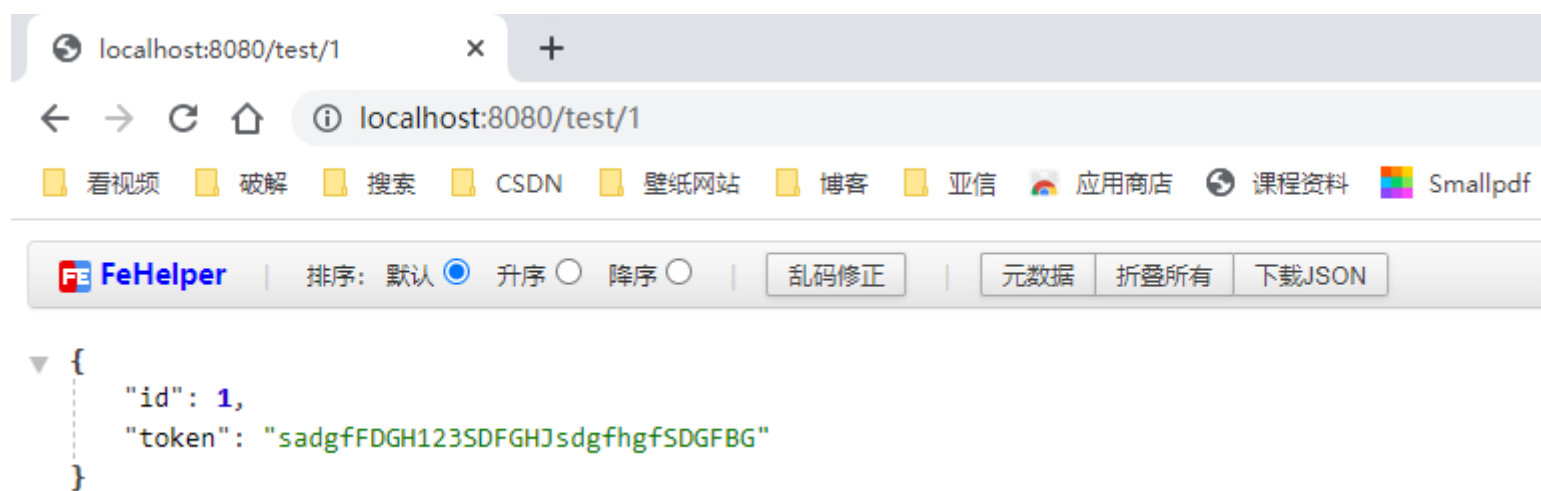 localhost:8080/test/1
localhost:8080/test/1
看视频 破解 搜索 CSDN 壁纸网站 博客 亚信 应用商店 课程资料 Smallpdf
FeHelper | 排序: 默认 升序 降序 | 乱码修正 | 元数据 折叠所有 下载JSON
{
"id": 1,
"token": "sadgfFDGH123SDFGHJsdgfhgfSDGFBG"
}